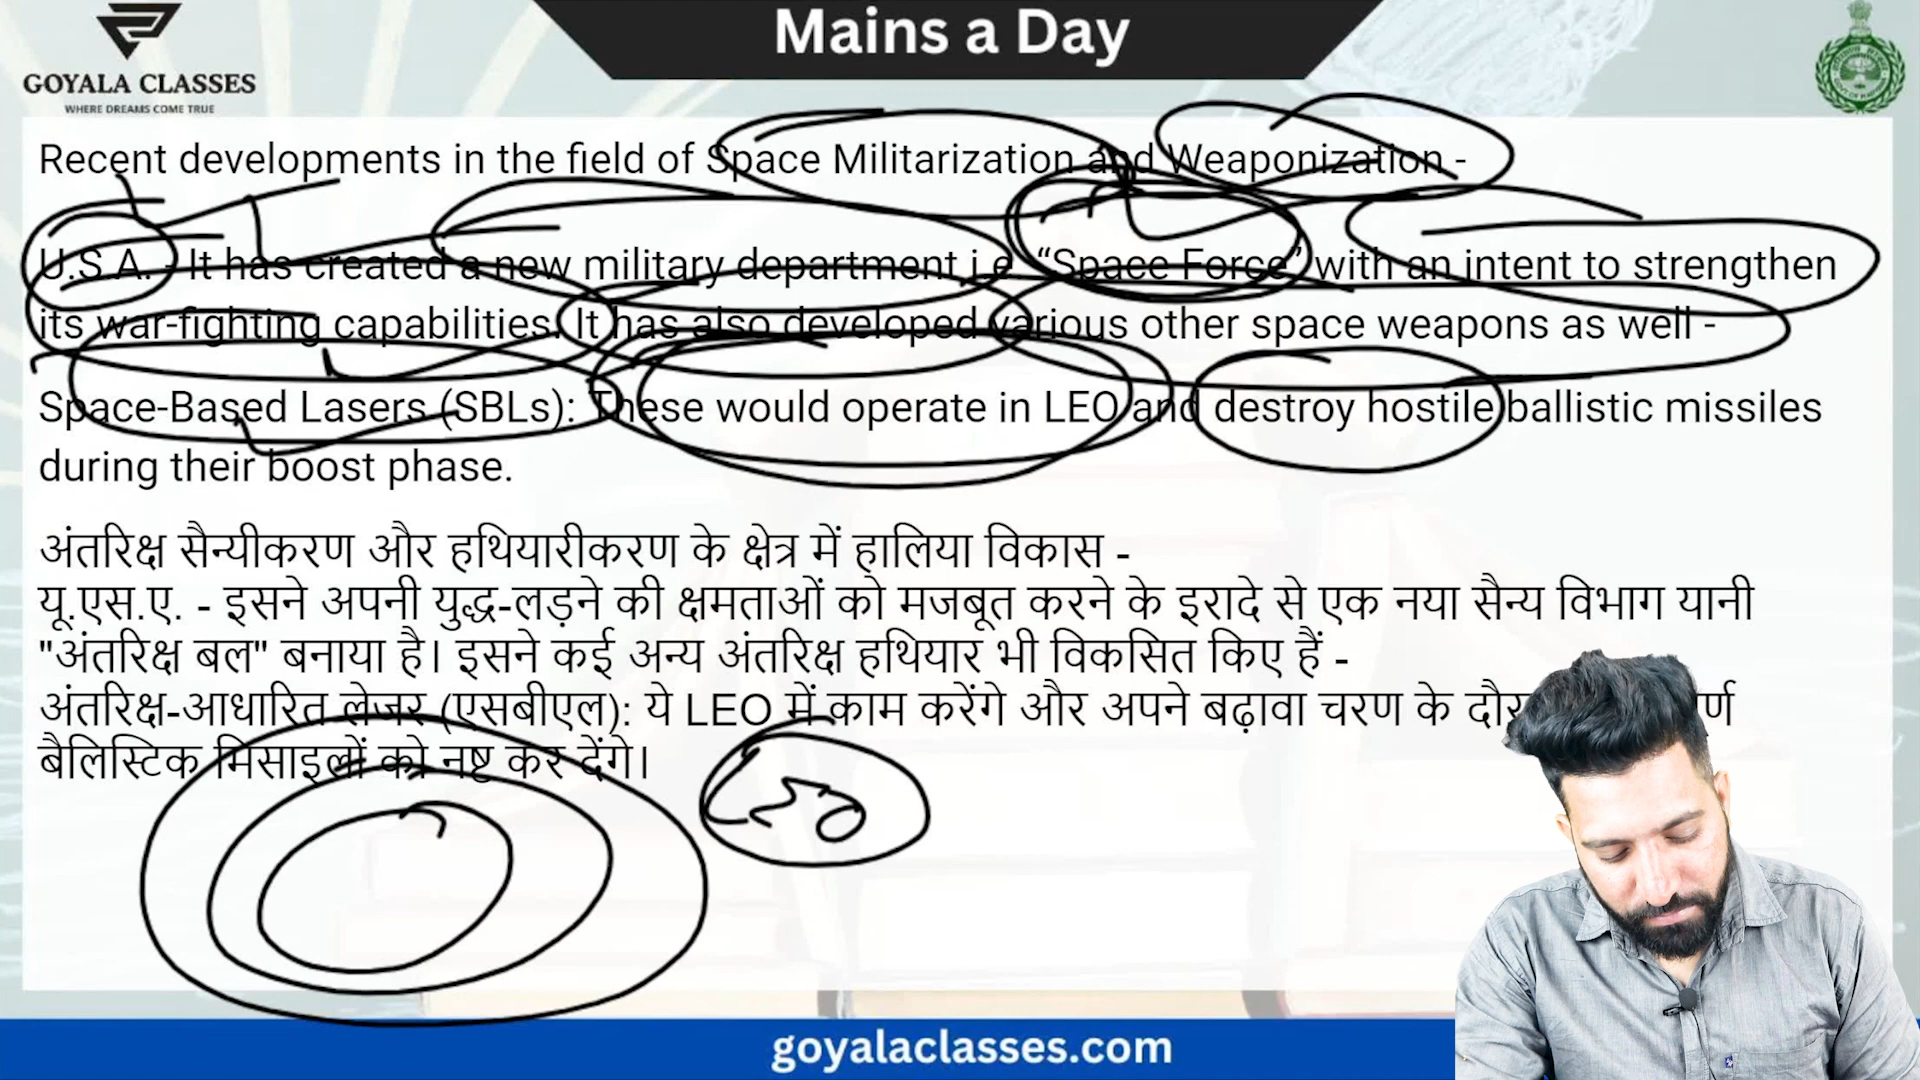 Mains a Day
GOYALA CLASSES
WHERE DREAMS COME TRUE
Recent developments in the field of Space Militarization and Weaponization -
U.S.A. - It has created a new military department i.e. “Space Force” with an intent to strengthen
its war-fighting capabilities. It has also developed various other space weapons as well -
Space-Based Lasers (SBLs): These would operate in LEO and destroy hostile ballistic missiles
during their boost phase.
अंतरिक्ष सैन्यीकरण और हथियारीकरण के क्षेत्र में हालिया विकास -
यू.एस.ए. - इसने अपनी युद्ध-लड़ने की क्षमताओं को मजबूत करने के इरादे से एक नया सैन्य विभाग यानी
"अंतरिक्ष बल" बनाया है। इसने कई अन्य अंतरिक्ष हथियार भी विकसित किए हैं -
अंतरिक्ष-आधारित लेजर (एसबीएल): ये LEO में काम करेंगे और अपने बढ़ावा चरण के
बैलिस्टिक मिसाइलों को नष्ट कर देंगे।
goyalaclasses.com